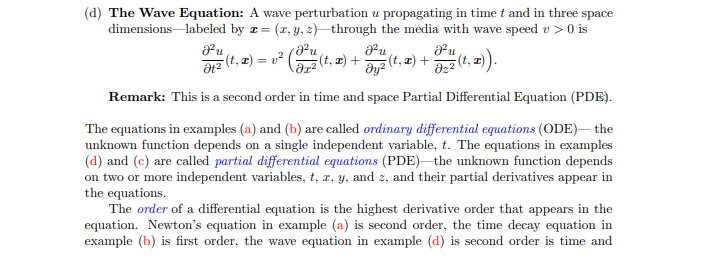 (d) The Wave Equation: A wave perturbation u propagating in time t and in three space
dimensions—labeled by x = (x, y, z)—through the media with wave speed v > 0 is
∂²u/∂t² (t, x) = v² ( ∂²u/∂x² (t, x) + ∂²u/∂y² (t, x) + ∂²u/∂z² (t, x) ).
Remark: This is a second order in time and space Partial Differential Equation (PDE).
The equations in examples (a) and (b) are called ordinary differential equations (ODE)— the
unknown function depends on a single independent variable, t. The equations in examples
(d) and (c) are called partial differential equations (PDE)—the unknown function depends
on two or more independent variables, t, x, y, and z, and their partial derivatives appear in
the equations.
The order of a differential equation is the highest derivative order that appears in the
equation. Newton's equation in example (a) is second order, the time decay equation in
example (b) is first order, the wave equation in example (d) is second order is time and